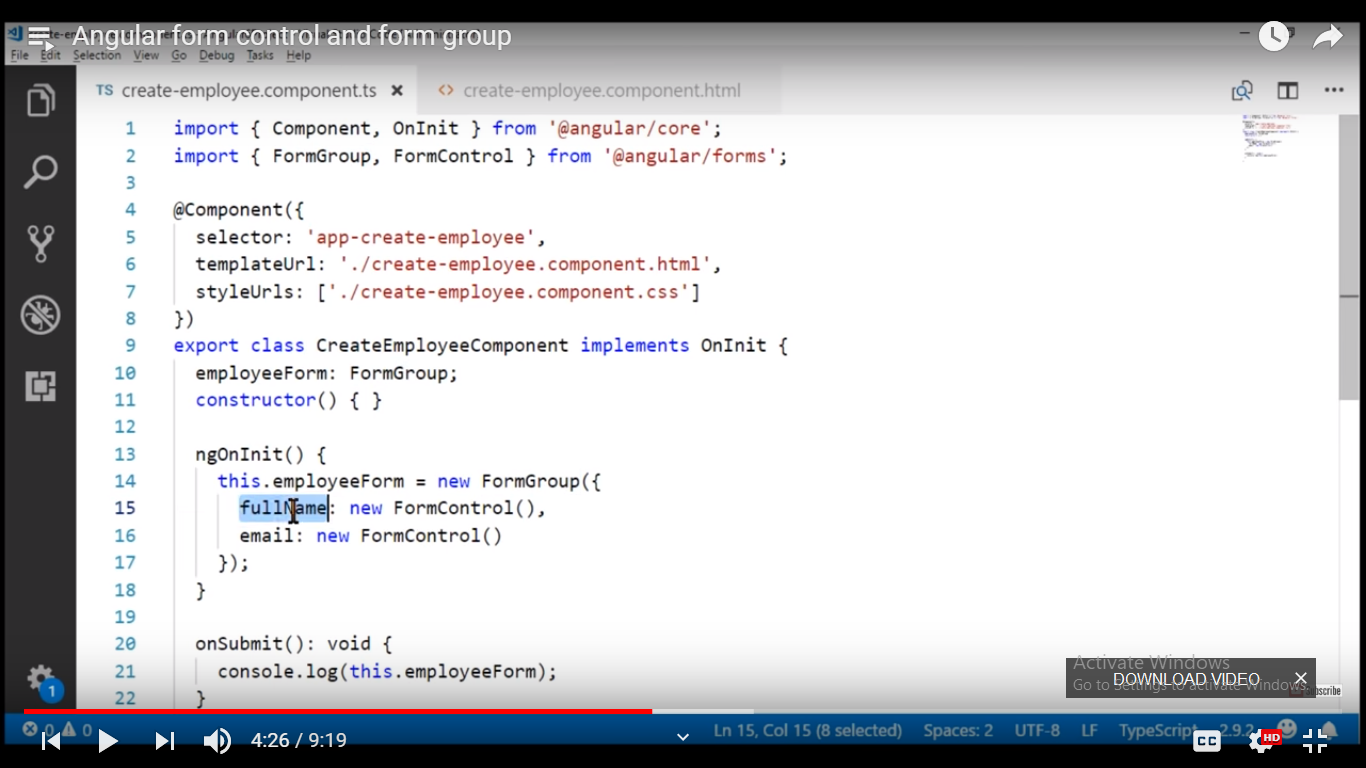 Angular form control and form group
File Edit Selection View Go Debug Tasks Help
TS create-employee.component.ts × <> create-employee.component.html
1 import { Component, OnInit } from '@angular/core';
2 import { FormGroup, FormControl } from '@angular/forms';
3
4 @Component({
5 selector: 'app-create-employee',
6 templateUrl: './create-employee.component.html',
7 styleUrls: ['./create-employee.component.css']
8 })
9 export class CreateEmployeeComponent implements OnInit {
10 employeeForm: FormGroup;
11 constructor() { }
12
13 ngOnInit() {
14 this.employeeForm = new FormGroup({
15 fullName: new FormControl(),
16 email: new FormControl()
17 });
18 }
19
20 onSubmit(): void {
21 console.log(this.employeeForm);
22 }
Activate Windows
Go to Settings to activate Windows.
DOWNLOAD VIDEO ×
Subscribe
1
0 0 Ln 15, Col 15 (8 selected) Spaces: 2 UTF-8 LF TypeScript 2.9.2
4:26 / 9:19 CC HD